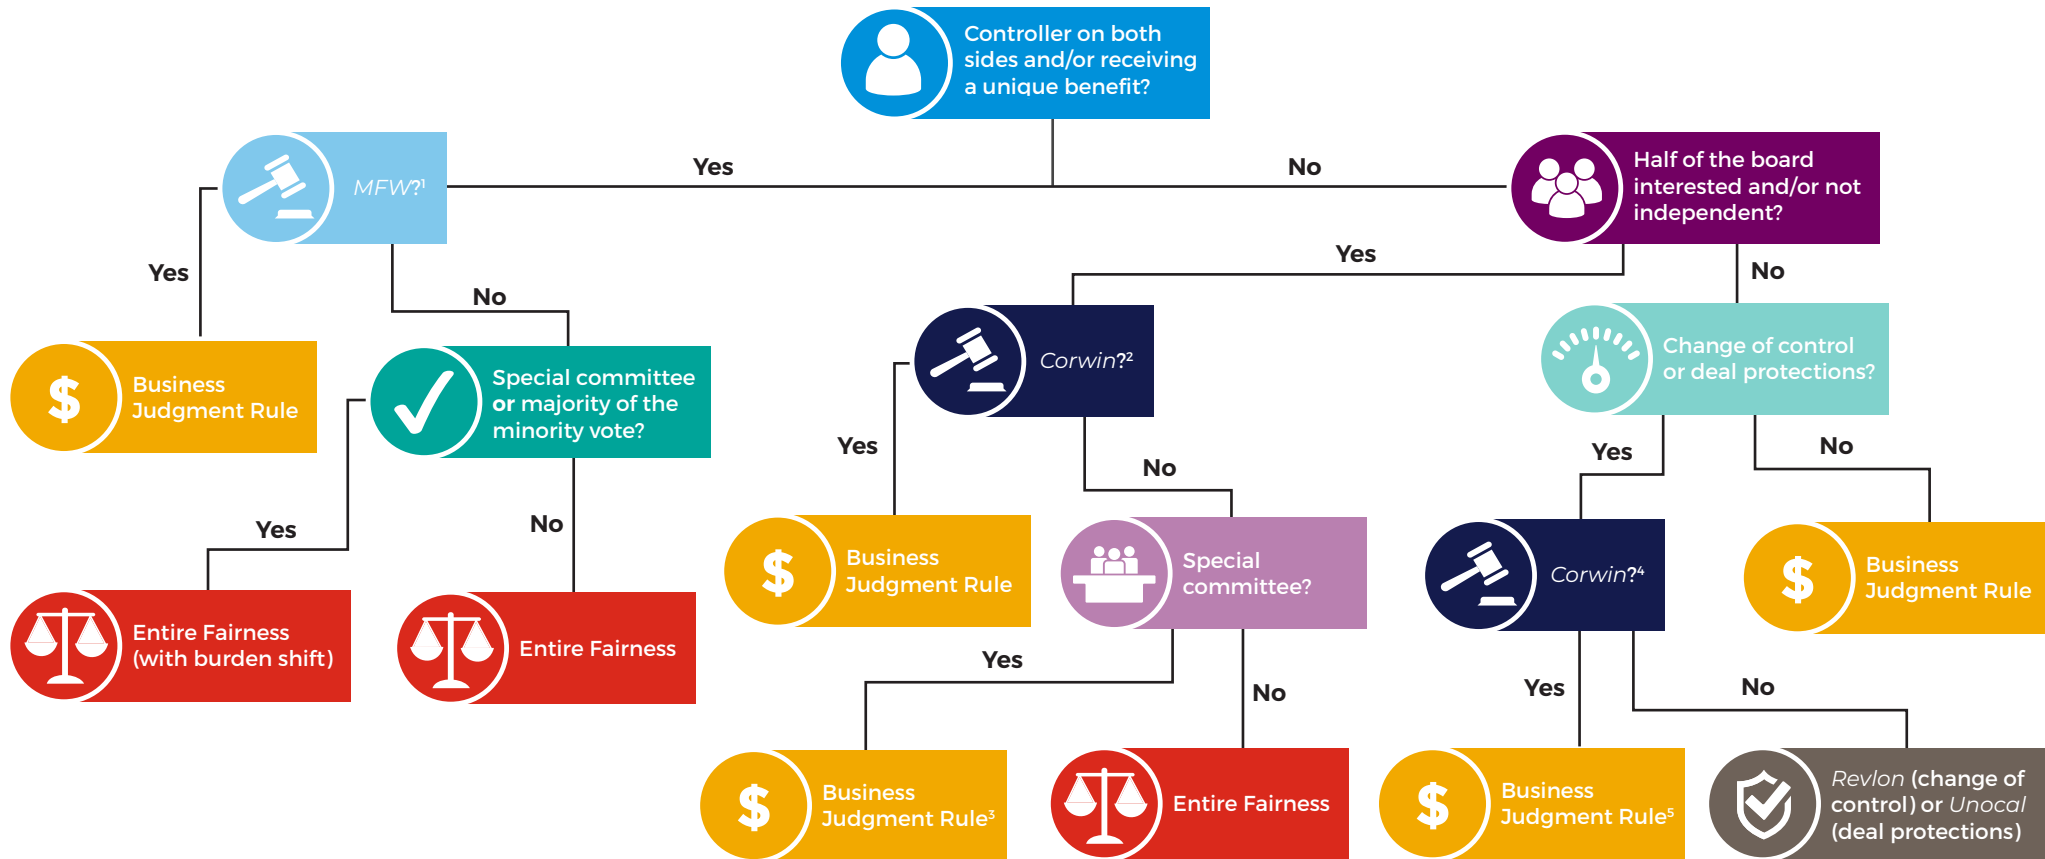 Controller on both
sides and/or receiving
a unique benefit?
Yes
No
MFW?¹
Half of the board
interested and/or not
independent?
Yes
No
Yes
No
Business
Judgment Rule
Special committee
or majority of the
minority vote?
Corwin?²
Change of control
or deal protections?
Yes
No
Yes
No
Yes
No
Business
Judgment Rule
Special
committee?
Corwin?⁴
Business
Judgment Rule
Entire Fairness
(with burden shift)
Entire Fairness
Yes
No
Yes
No
Business
Judgment Rule³
Entire Fairness
Business
Judgment Rule⁵
Revlon (change of
control) or Unocal
(deal protections)